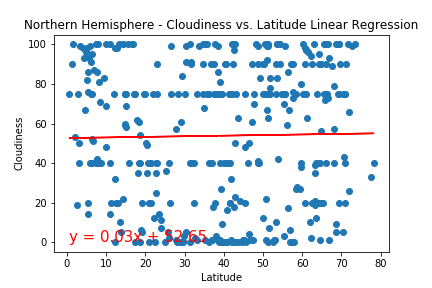 Northern Hemisphere - Cloudiness vs. Latitude Linear Regression
100
80
60
40
20
0
Cloudiness
y = 0.03x + 52.65
0 10 20 30 40 50 60 70 80
Latitude